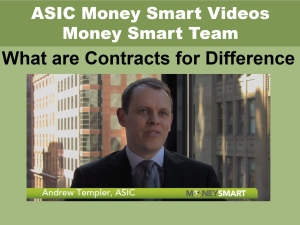 ASIC Money Smart Videos
Money Smart Team
What are Contracts for Difference
Andrew Templer, ASIC
MONEYSMART